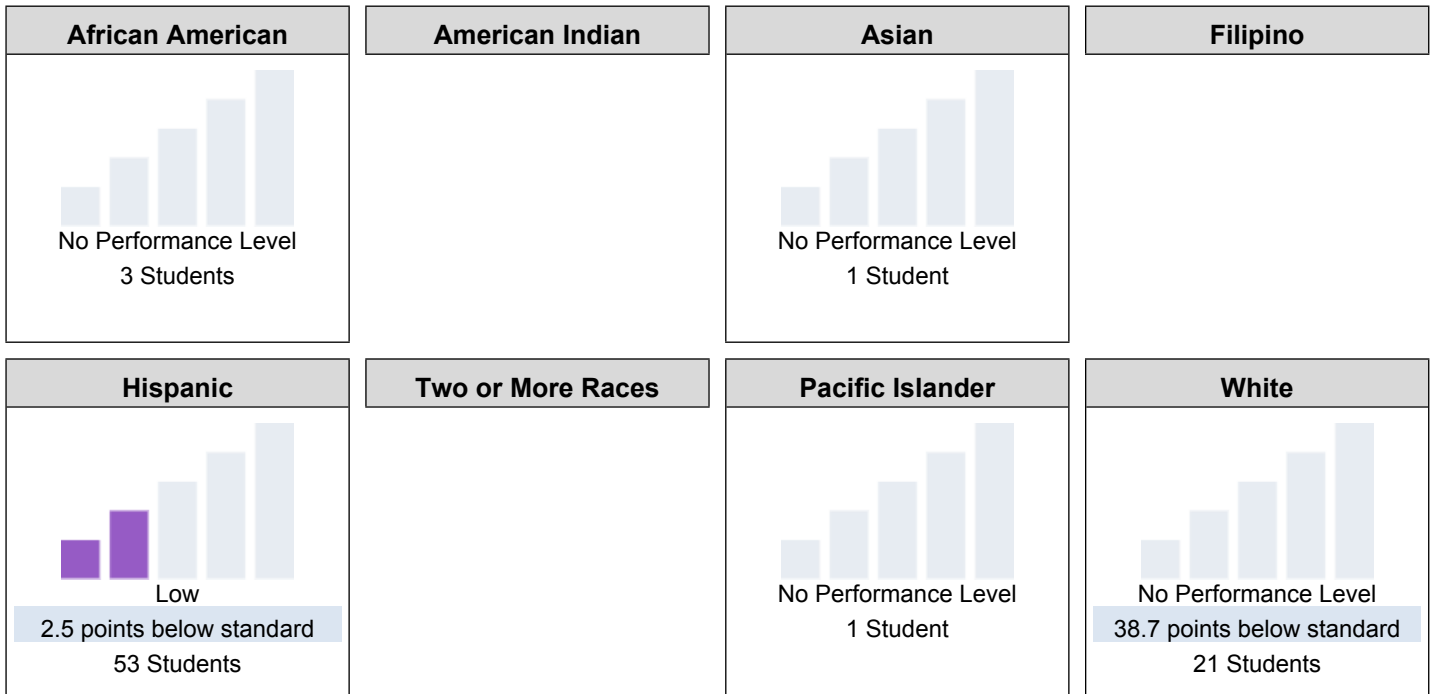 African American
American Indian
Asian
Filipino
No Performance Level
3 Students
No Performance Level
1 Student
Hispanic
Two or More Races
Pacific Islander
White
Low
2.5 points below standard
53 Students
No Performance Level
1 Student
No Performance Level
38.7 points below standard
21 Students